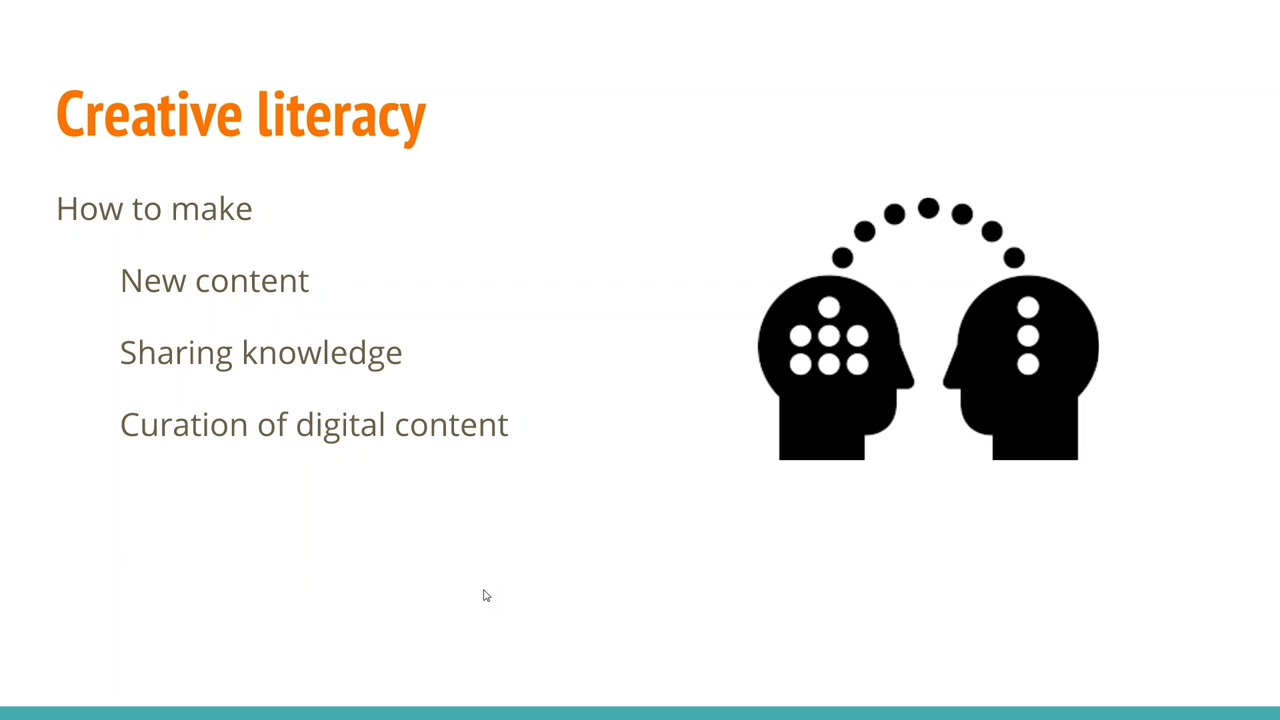 Creative literacy
How to make
New content
Sharing knowledge
Curation of digital content